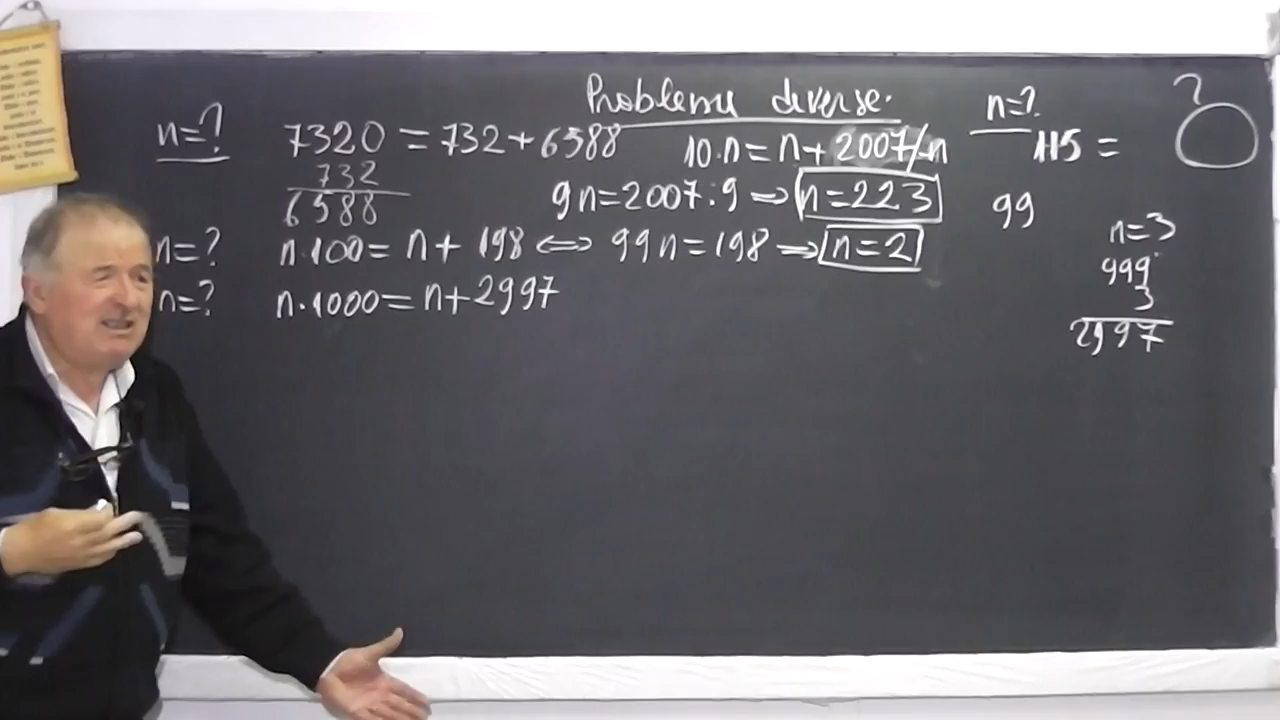 Probleme diverse.
n=? 7320 = 732+6588 10·n=n+2007/-n
732
6588 9n=2007:9 ⇒ n=223
n=? n·100= n+ 198 ⇔ 99n=198 ⇒ n=2
n=? n·1000=n+2997
n=?
115 = ?
99
n=3
999
3
2997